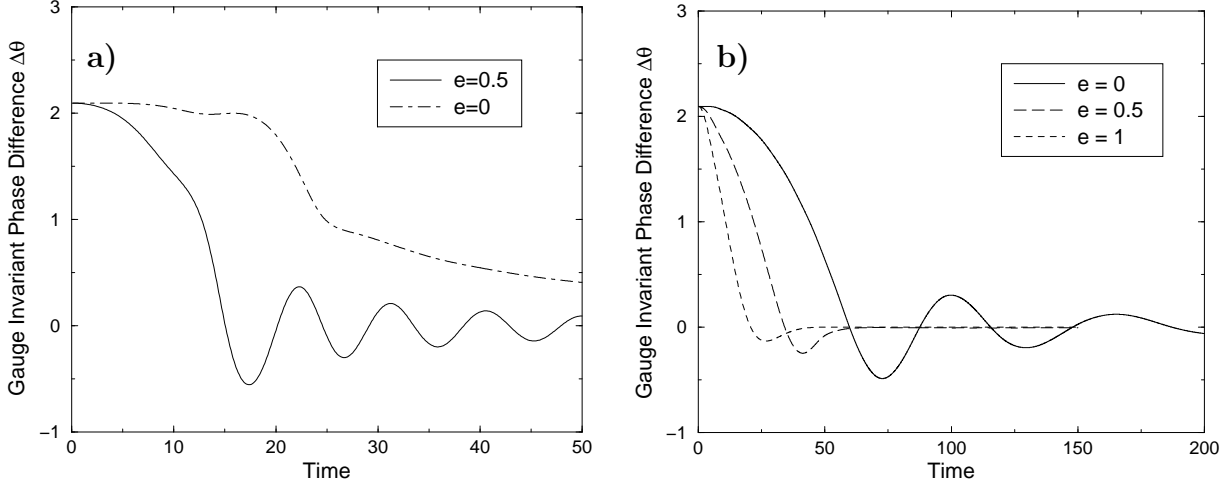 a)
Gauge Invariant Phase Difference Δθ
3
2
1
0
−1
e=0.5
e=0
0
10
20
30
40
50
Time
b)
Gauge Invariant Phase Difference Δθ
3
2
1
0
−1
e = 0
e = 0.5
e = 1
0
50
100
150
200
Time